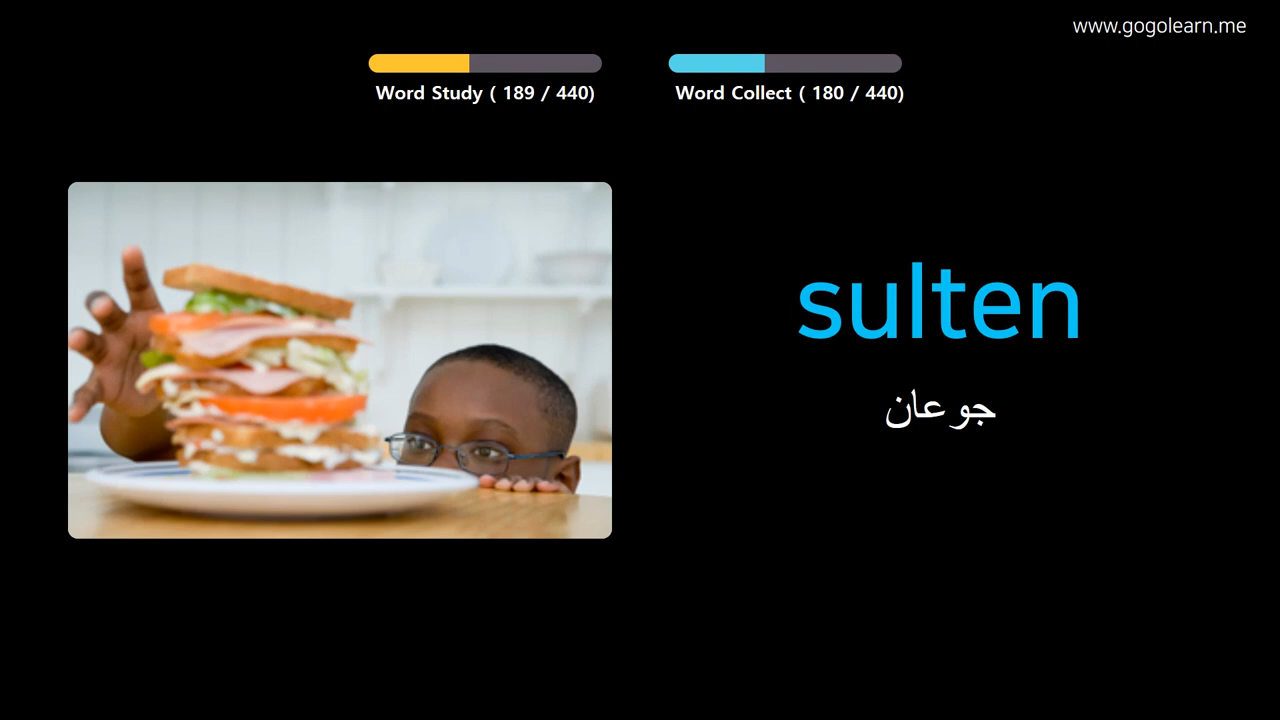 www.gogolearn.me
Word Study ( 189 / 440)
Word Collect ( 180 / 440)
sulten
جوعان